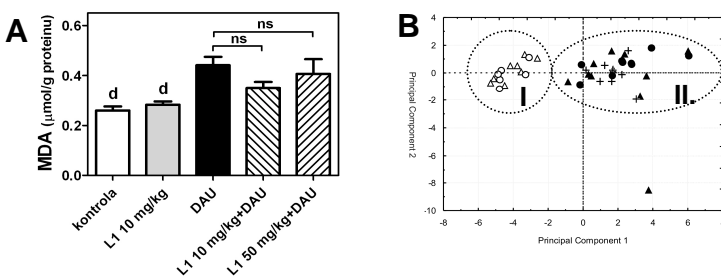 A
MDA (µmol/g proteinu)
0.6
0.4
0.2
0.0
d
d
ns
ns
kontrola
L1 10 mg/kg
DAU
L1 10 mg/kg+DAU
L1 50 mg/kg+DAU
B
Principal Component 2
4
2
0
-2
-4
-6
-8
-10
I
II.
-8
-6
-4
-2
0
2
4
6
8
Principal Component 1